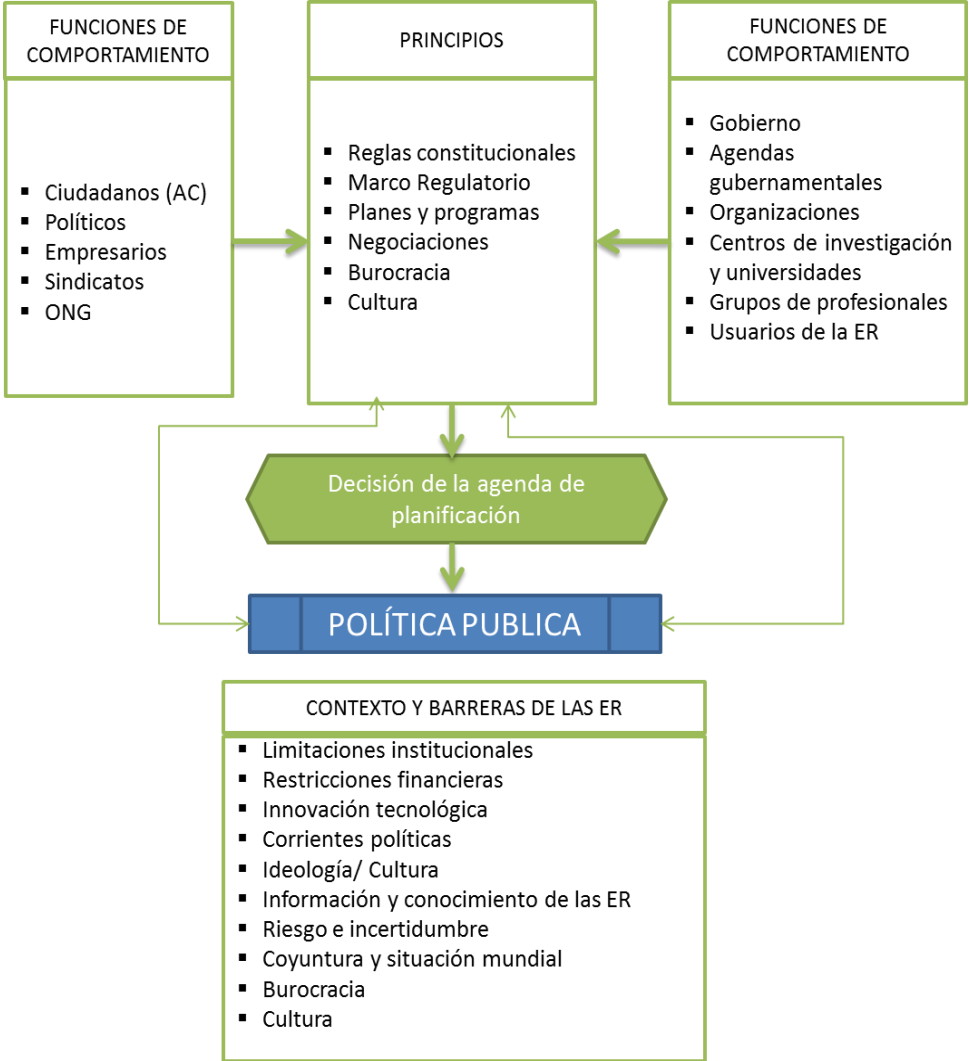 FUNCIONES DE
COMPORTAMIENTO
Ciudadanos (AC)
Políticos
Empresarios
Sindicatos
ONG
PRINCIPIOS
Reglas constitucionales
Marco Regulatorio
Planes y programas
Negociaciones
Burocracia
Cultura
FUNCIONES DE
COMPORTAMIENTO
Gobierno
Agendas
gubernamentales
Organizaciones
Centros de investigación
y universidades
Grupos de profesionales
Usuarios de la ER
Decisión de la agenda de
planificación
POLÍTICA PUBLICA
CONTEXTO Y BARRERAS DE LAS ER
Limitaciones institucionales
Restricciones financieras
Innovación tecnológica
Corrientes políticas
Ideología/ Cultura
Información y conocimiento de las ER
Riesgo e incertidumbre
Coyuntura y situación mundial
Burocracia
Cultura